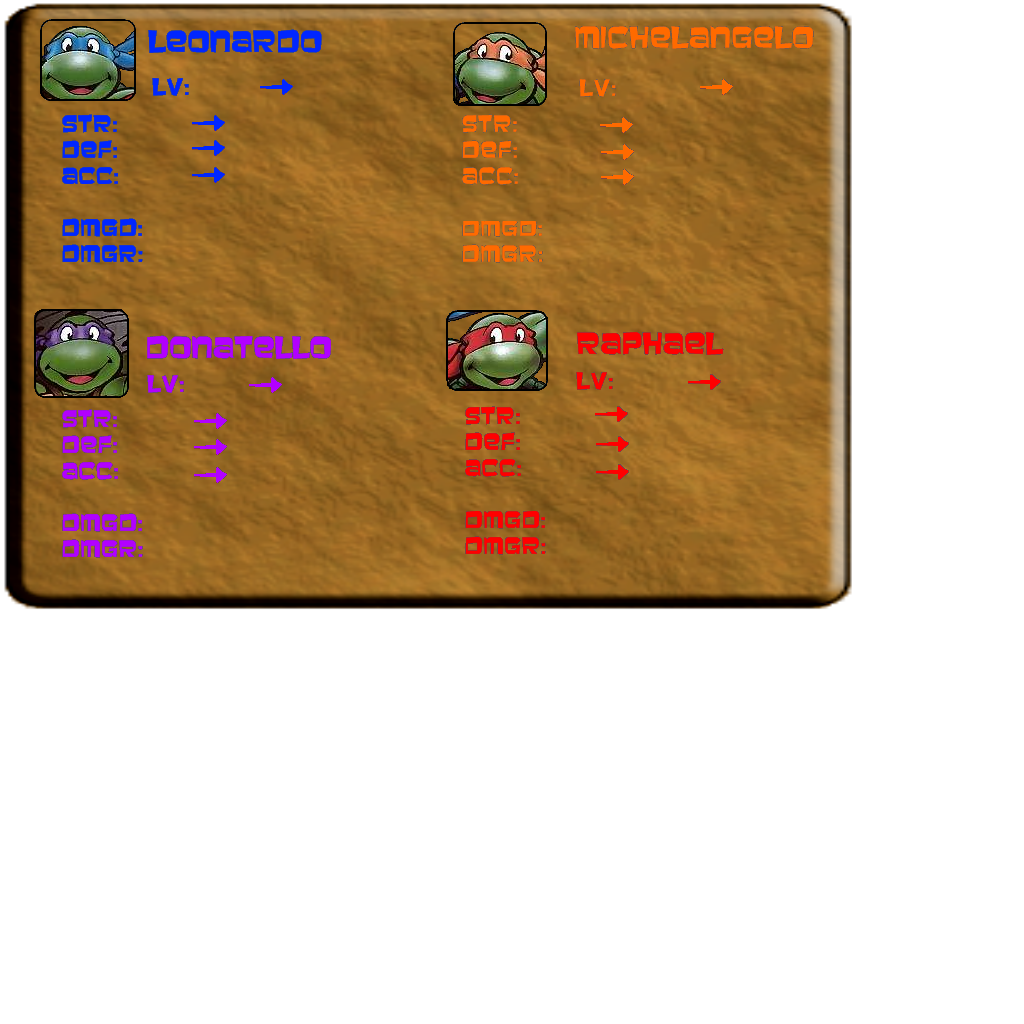 LeonaRDO
LV:
STR:
Def:
aCC:
DMGD:
DMGR:
MICHeLanGeLO
LV:
STR:
Def:
aCC:
DMGD:
DMGR:
DOnaTeLLO
LV:
STR:
Def:
aCC:
DMGD:
DMGR:
RaPHaeL
LV:
STR:
Def:
aCC:
DMGD:
DMGR: